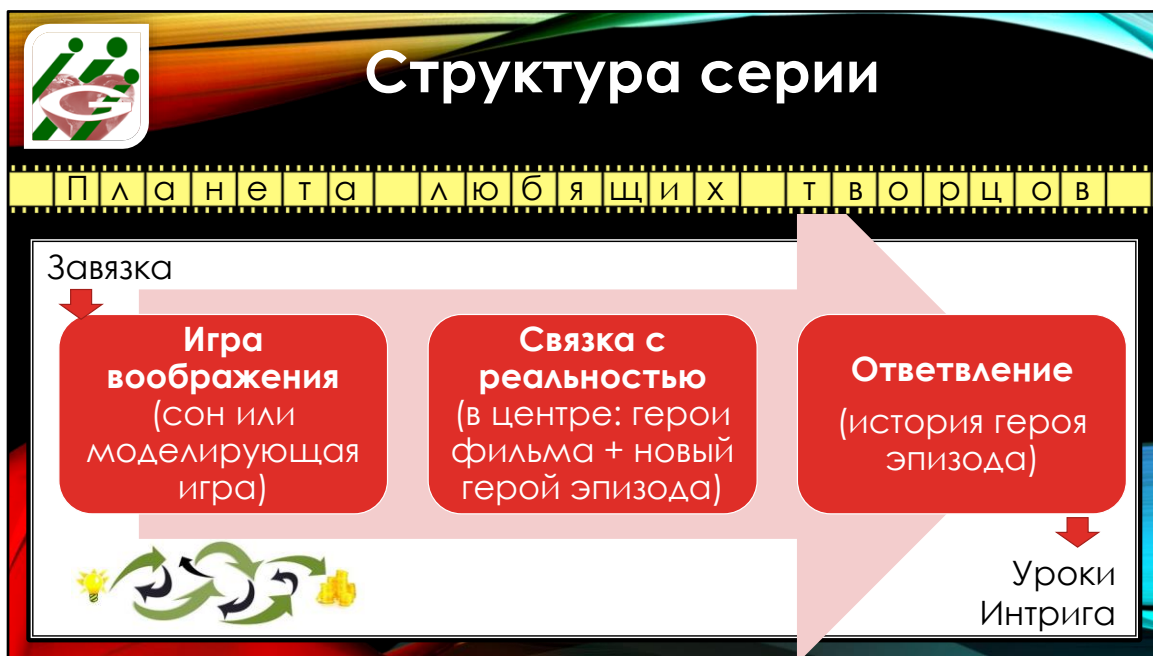 Структура серии
Планета любящих творцов
Завязка
Игра
воображения
(сон или
моделирующая
игра)
Связка с
реальностью
(в центре: герои
фильма + новый
герой эпизода)
Ответвление
(история героя
эпизода)
Уроки
Интрига